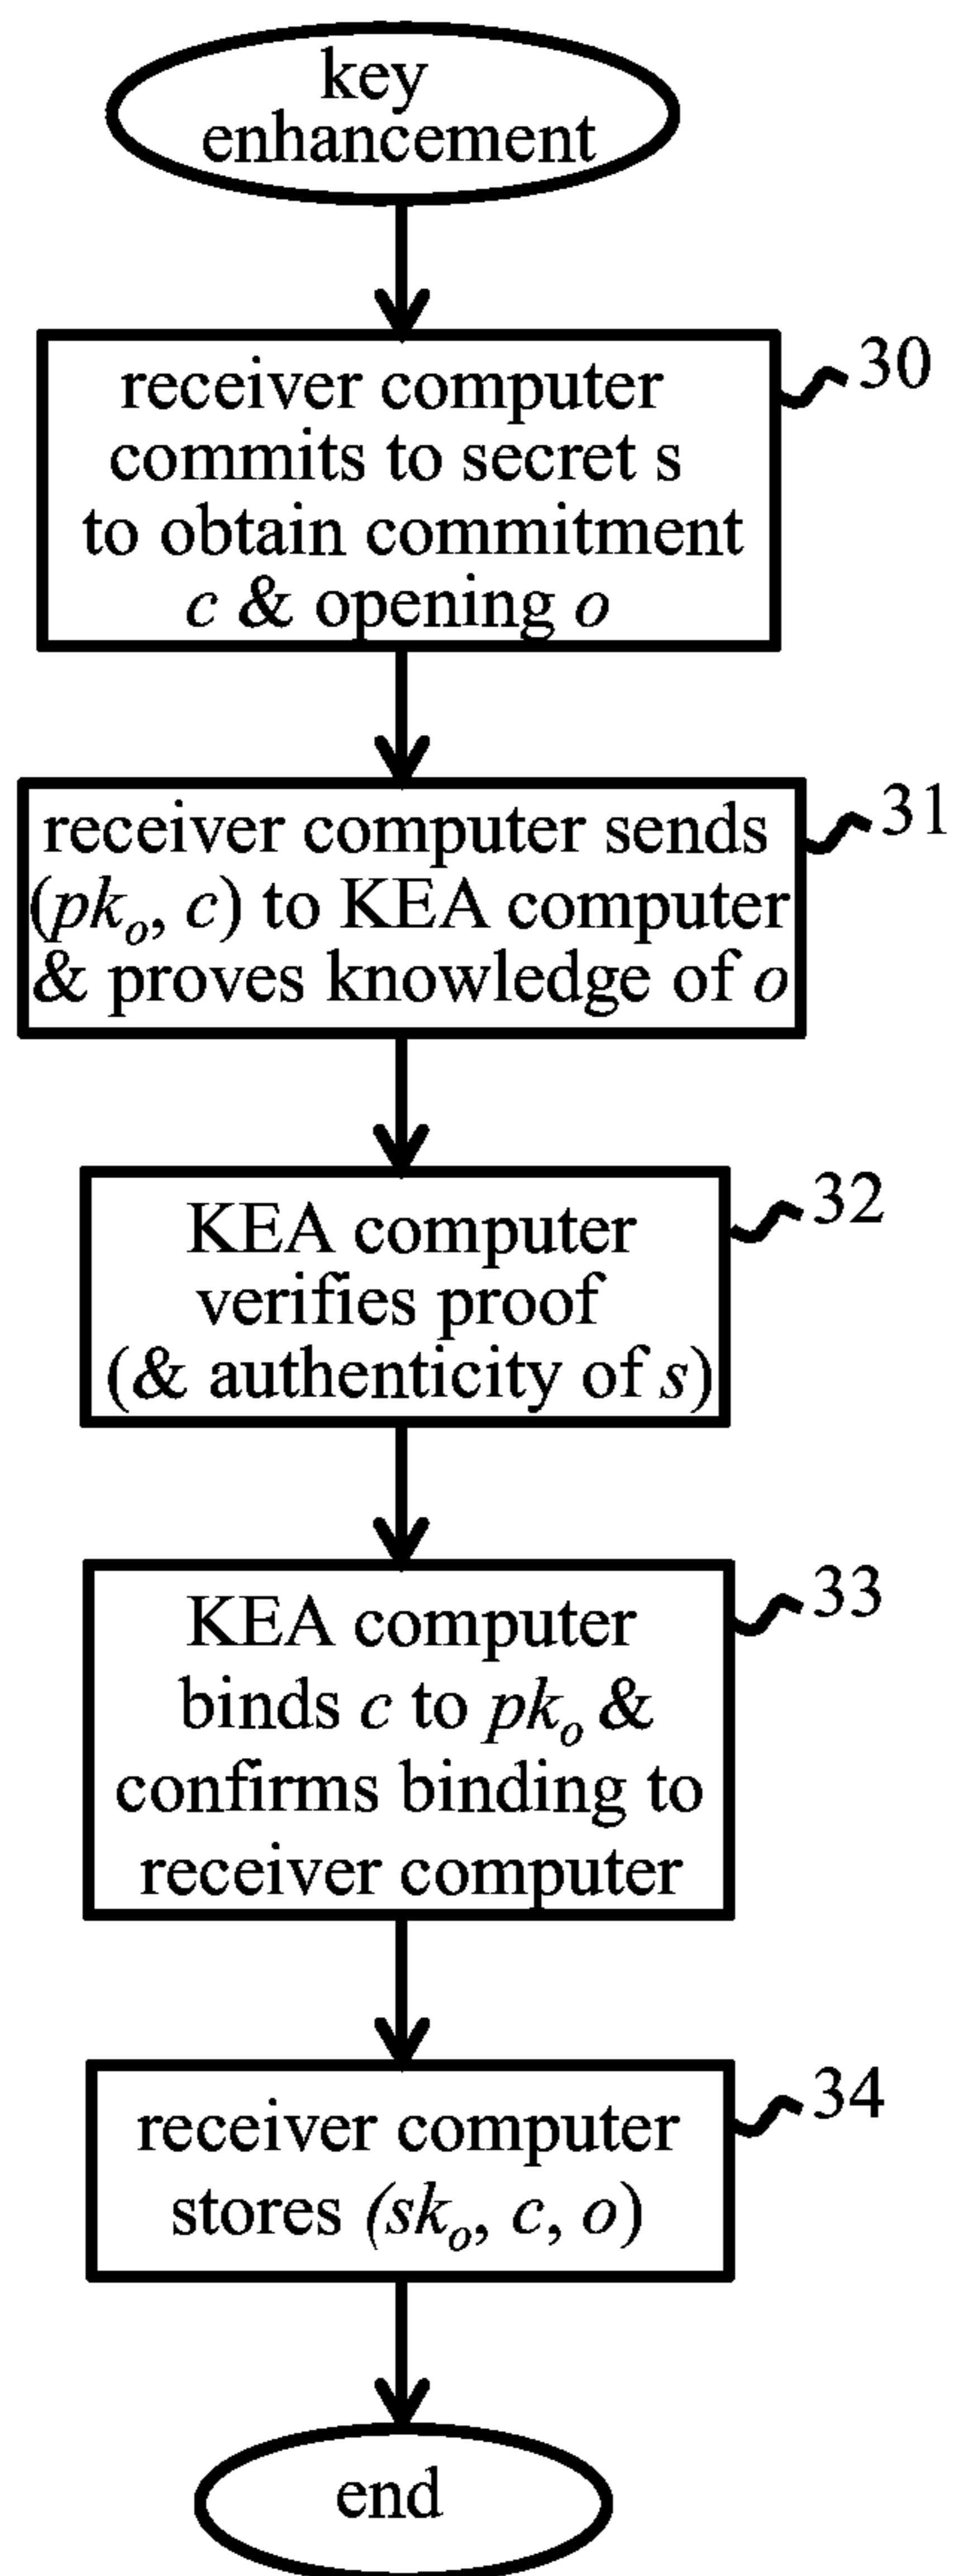 key
enhancement
30
receiver computer
commits to secret s
to obtain commitment
c & opening o
31
receiver computer sends
(pkₒ, c) to KEA computer
& proves knowledge of o
32
KEA computer
verifies proof
(& authenticity of s)
33
KEA computer
binds c to pkₒ &
confirms binding to
receiver computer
34
receiver computer
stores (skₒ, c, o)
end